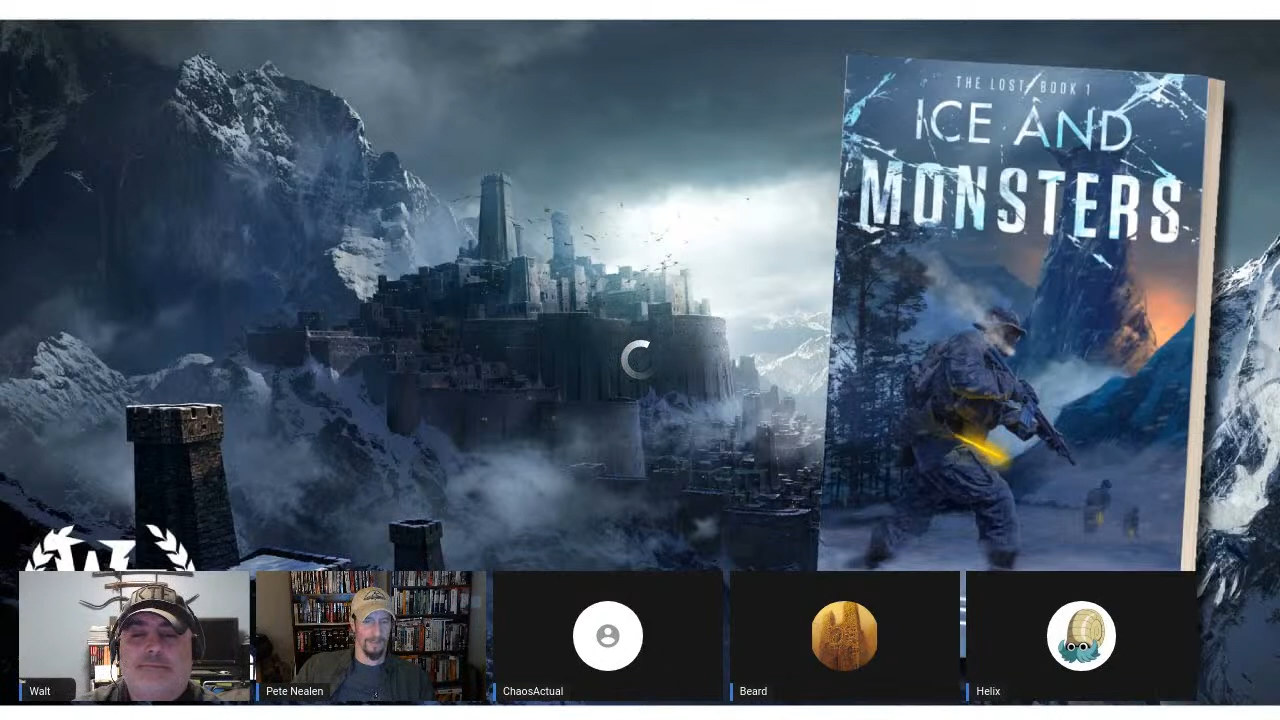 THE LOST: BOOK 1
ICE AND
MONSTERS
Walt
Pete Nealen
ChaosActual
Beard
Helix